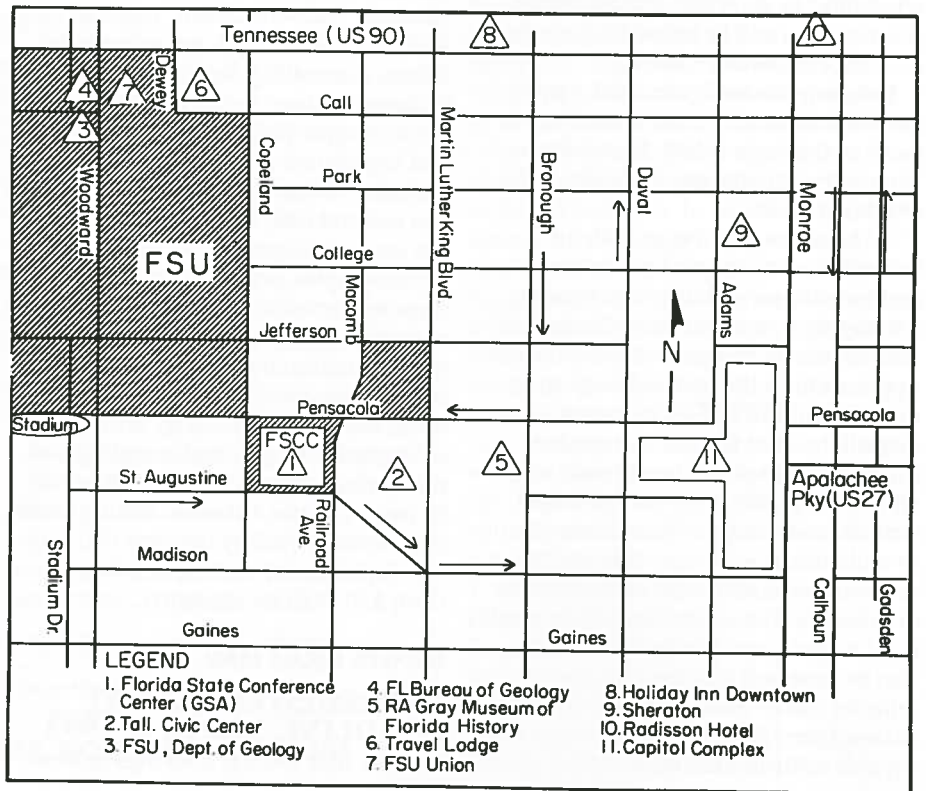 Tennessee (US 90)
8
10
4
7
Dewey
6
Call
3
Woodward
Copeland
Park
Martin Luther King Blvd.
Bronough
Duval
Monroe
9
FSU
College
Macomb
Adams
Jefferson
N
Pensacola
Pensacola
Stadium
FSCC
1
2
5
11
St. Augustine
Apalachee
Pky (US 27)
Railroad
Ave.
Madison
Stadium Dr.
Calhoun
Gadsden
Gaines
Gaines
LEGEND
1. Florida State Conference
Center (GSA)
2. Tall. Civic Center
3. FSU, Dept. of Geology
4. FL Bureau of Geology
5. RA Gray Museum of
Florida History
6. Travel Lodge
7. FSU Union
8. Holiday Inn Downtown
9. Sheraton
10. Radisson Hotel
11. Capitol Complex